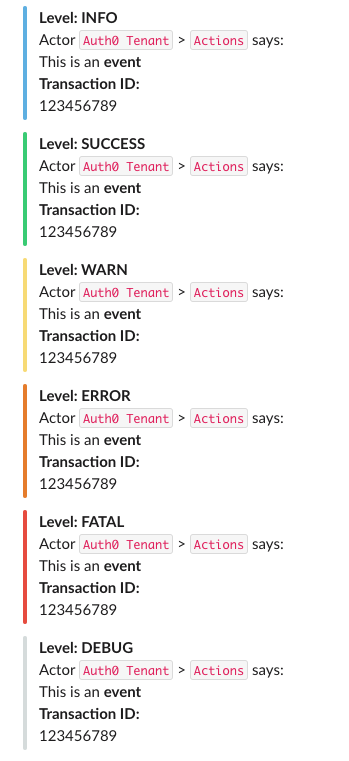 Level: INFO
Actor Auth0 Tenant > Actions says:
This is an event
Transaction ID:
123456789
Level: SUCCESS
Actor Auth0 Tenant > Actions says:
This is an event
Transaction ID:
123456789
Level: WARN
Actor Auth0 Tenant > Actions says:
This is an event
Transaction ID:
123456789
Level: ERROR
Actor Auth0 Tenant > Actions says:
This is an event
Transaction ID:
123456789
Level: FATAL
Actor Auth0 Tenant > Actions says:
This is an event
Transaction ID:
123456789
Level: DEBUG
Actor Auth0 Tenant > Actions says:
This is an event
Transaction ID:
123456789